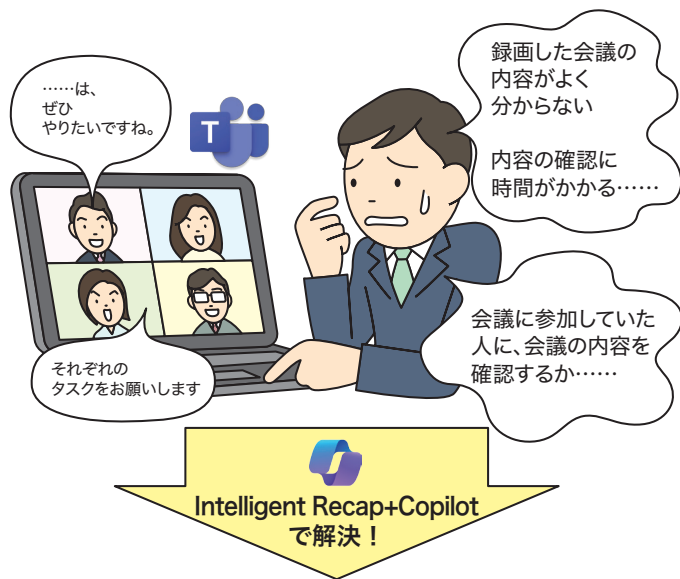 ……は、
ぜひ
やりたいですね。
T
録画した会議の
内容がよく
分からない
内容の確認に
時間がかかる……
それぞれの
タスクをお願いします
会議に参加していた
人に、会議の内容を
確認するか……
Intelligent Recap+Copilot
で解決！